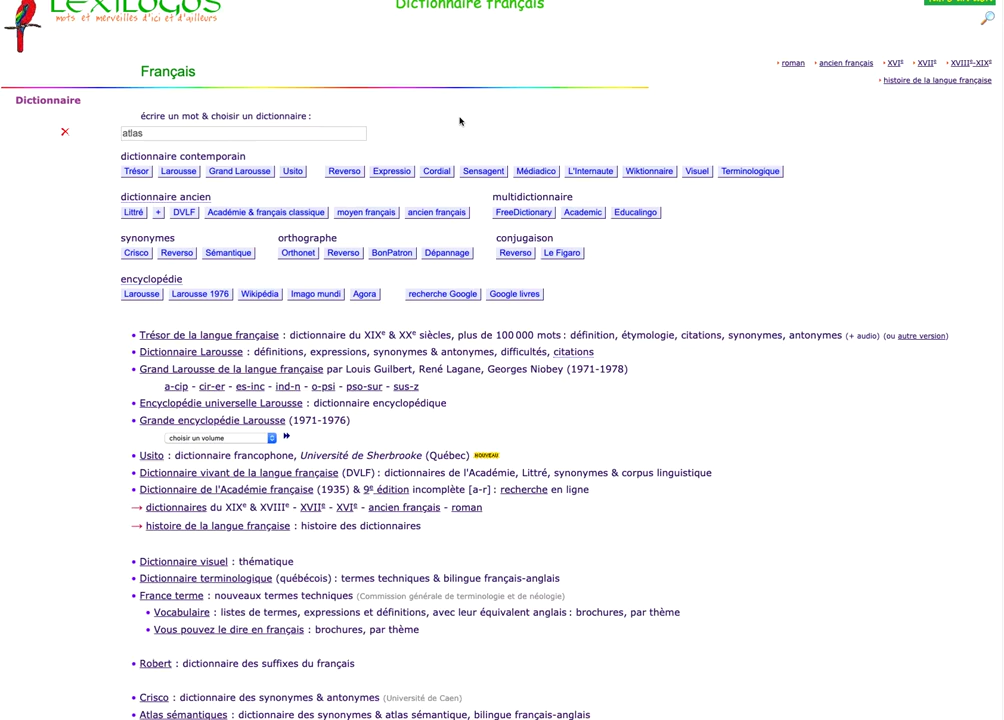 LEXILOGOS
mots et merveilles d'ici et d'ailleurs
Dictionnaire français
roman ancien français XVIe XVIIe XVIIIe-XIXe
histoire de la langue française
Français
Dictionnaire
écrire un mot & choisir un dictionnaire :
atlas
dictionnaire contemporain
Trésor Larousse Grand Larousse Usito Reverso Expressio Cordial Sensagent Médiadico L'Internaute Wiktionnaire Visuel Terminologique
dictionnaire ancien multidictionnaire
Littré + DVLF Académie & français classique moyen français ancien français FreeDictionary Academic Educalingo
synonymes orthographe conjugaison
Crisco Reverso Sémantique Orthonet Reverso BonPatron Dépannage Reverso Le Figaro
encyclopédie
Larousse Larousse 1976 Wikipédia Imago mundi Agora recherche Google Google livres
• Trésor de la langue française : dictionnaire du XIXe & XXe siècles, plus de 100 000 mots : définition, étymologie, citations, synonymes, antonymes (+ audio) (ou autre version)
• Dictionnaire Larousse : définitions, expressions, synonymes & antonymes, difficultés, citations
• Grand Larousse de la langue française par Louis Guilbert, René Lagane, Georges Niobey (1971-1978)
a-cip - cir-er - es-inc - ind-n - o-psi - pso-sur - sus-z
• Encyclopédie universelle Larousse : dictionnaire encyclopédique
• Grande encyclopédie Larousse (1971-1976)
choisir un volume
• Usito : dictionnaire francophone, Université de Sherbrooke (Québec) NOUVEAU
• Dictionnaire vivant de la langue française (DVLF) : dictionnaires de l'Académie, Littré, synonymes & corpus linguistique
• Dictionnaire de l'Académie française (1935) & 9e édition incomplète [a-r] : recherche en ligne
→ dictionnaires du XIXe & XVIIIe - XVIIe - XVIe - ancien français - roman
→ histoire de la langue française : histoire des dictionnaires
• Dictionnaire visuel : thématique
• Dictionnaire terminologique (québécois) : termes techniques & bilingue français-anglais
• France terme : nouveaux termes techniques (Commission générale de terminologie et de néologie)
• Vocabulaire : listes de termes, expressions et définitions, avec leur équivalent anglais : brochures, par thème
• Vous pouvez le dire en français : brochures, par thème
• Robert : dictionnaire des suffixes du français
• Crisco : dictionnaire des synonymes & antonymes (Université de Caen)
• Atlas sémantiques : dictionnaire des synonymes & atlas sémantique, bilingue français-anglais